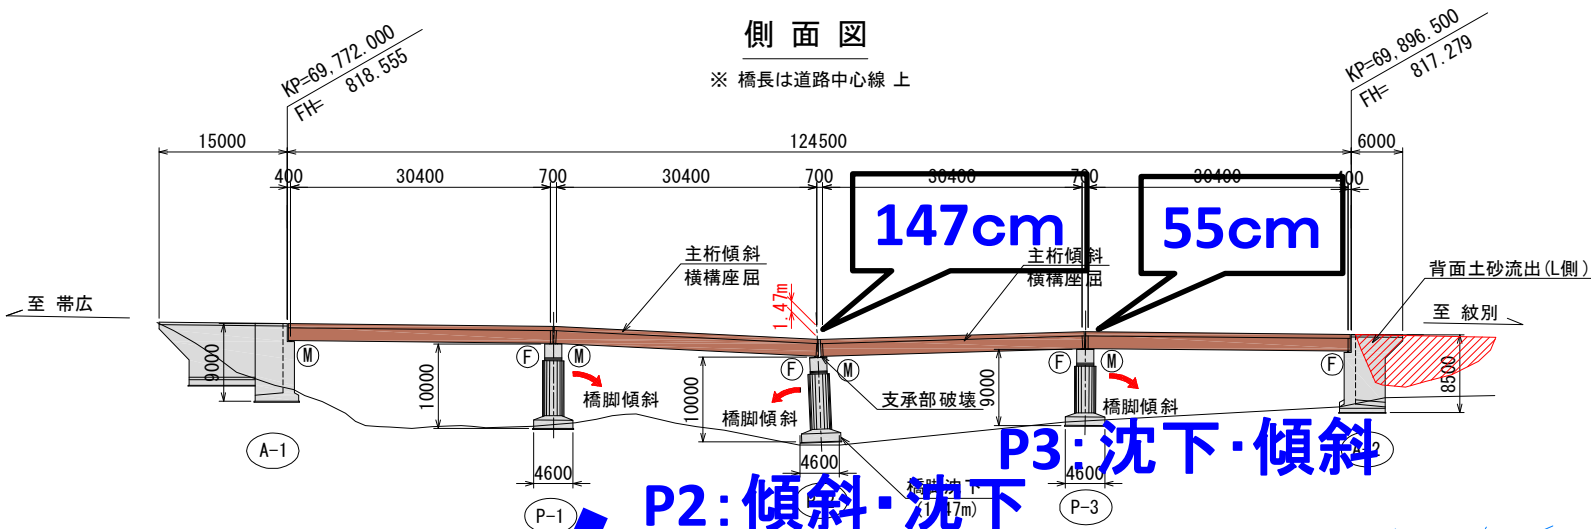 側面図
※ 橋長は道路中心線 上
KP=69,772.000
FH= 818.555
KP=69,896.500
FH= 817.279
15000
124500
6000
400
30400
700
30400
700
30400
700
30400
400
147cm
55cm
主桁傾斜
横構座屈
主桁傾斜
横構座屈
背面土砂流出(L側)
至 帯広
至 紋別
1.47m
M
F
M
F
M
F
M
F
9000
10000
10000
9000
8500
橋脚傾斜
橋脚傾斜
支承部破壊
橋脚傾斜
A-1
P3:沈下・傾斜
4600
4600
4600
P2:傾斜・沈下
P-1
P-3